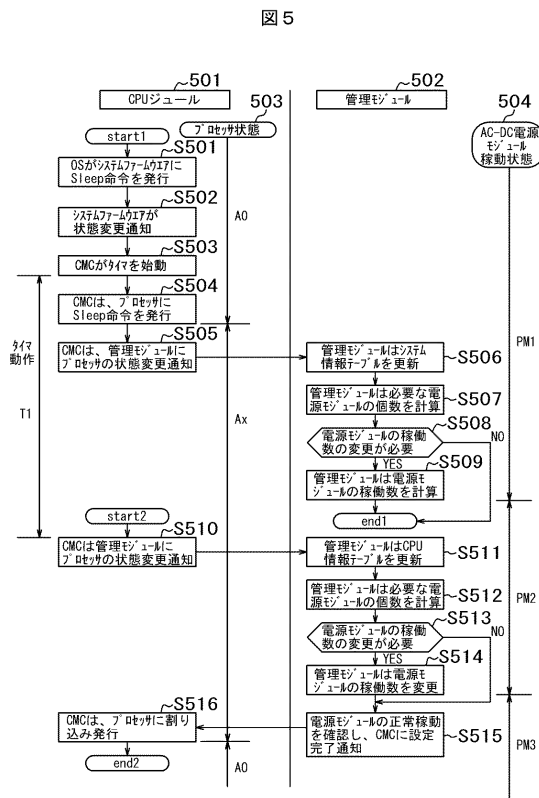 図５
501
CPUジュール
502
管理モジュール
503
プロセッサ状態
504
AC-DC電源
モジュール
稼動状態
start1
S501
OSがシステムファームウエアに
Sleep命令を発行
S502
システムファームウエアが
状態変更通知
S503
CMCがタイマを始動
S504
CMCは、プロセッサに
Sleep命令を発行
A0
S505
CMCは、管理モジュールに
プロセッサの状態変更通知
管理モジュールはシステム
情報テーブルを更新
S506
タイマ
動作
T1
Ax
PM1
管理モジュールは必要な電
源モジュールの個数を計算
S507
電源モジュールの稼働
数の変更が必要
S508
NO
YES
管理モジュールは電源モ
ジュールの稼働数を計算
S509
start2
end1
S510
CMCは管理モジュールに
プロセッサの状態変更通知
管理モジュールはCPU
情報テーブルを更新
S511
管理モジュールは必要な電
源モジュールの個数を計算
S512
PM2
電源モジュールの稼働
数の変更が必要
S513
NO
YES
管理モジュールは電源モ
ジュールの稼働数を変更
S514
S516
CMCは、プロセッサに割り
込み発行
電源モジュールの正常稼動
を確認し、CMCに設定
完了通知
S515
end2
A0
PM3